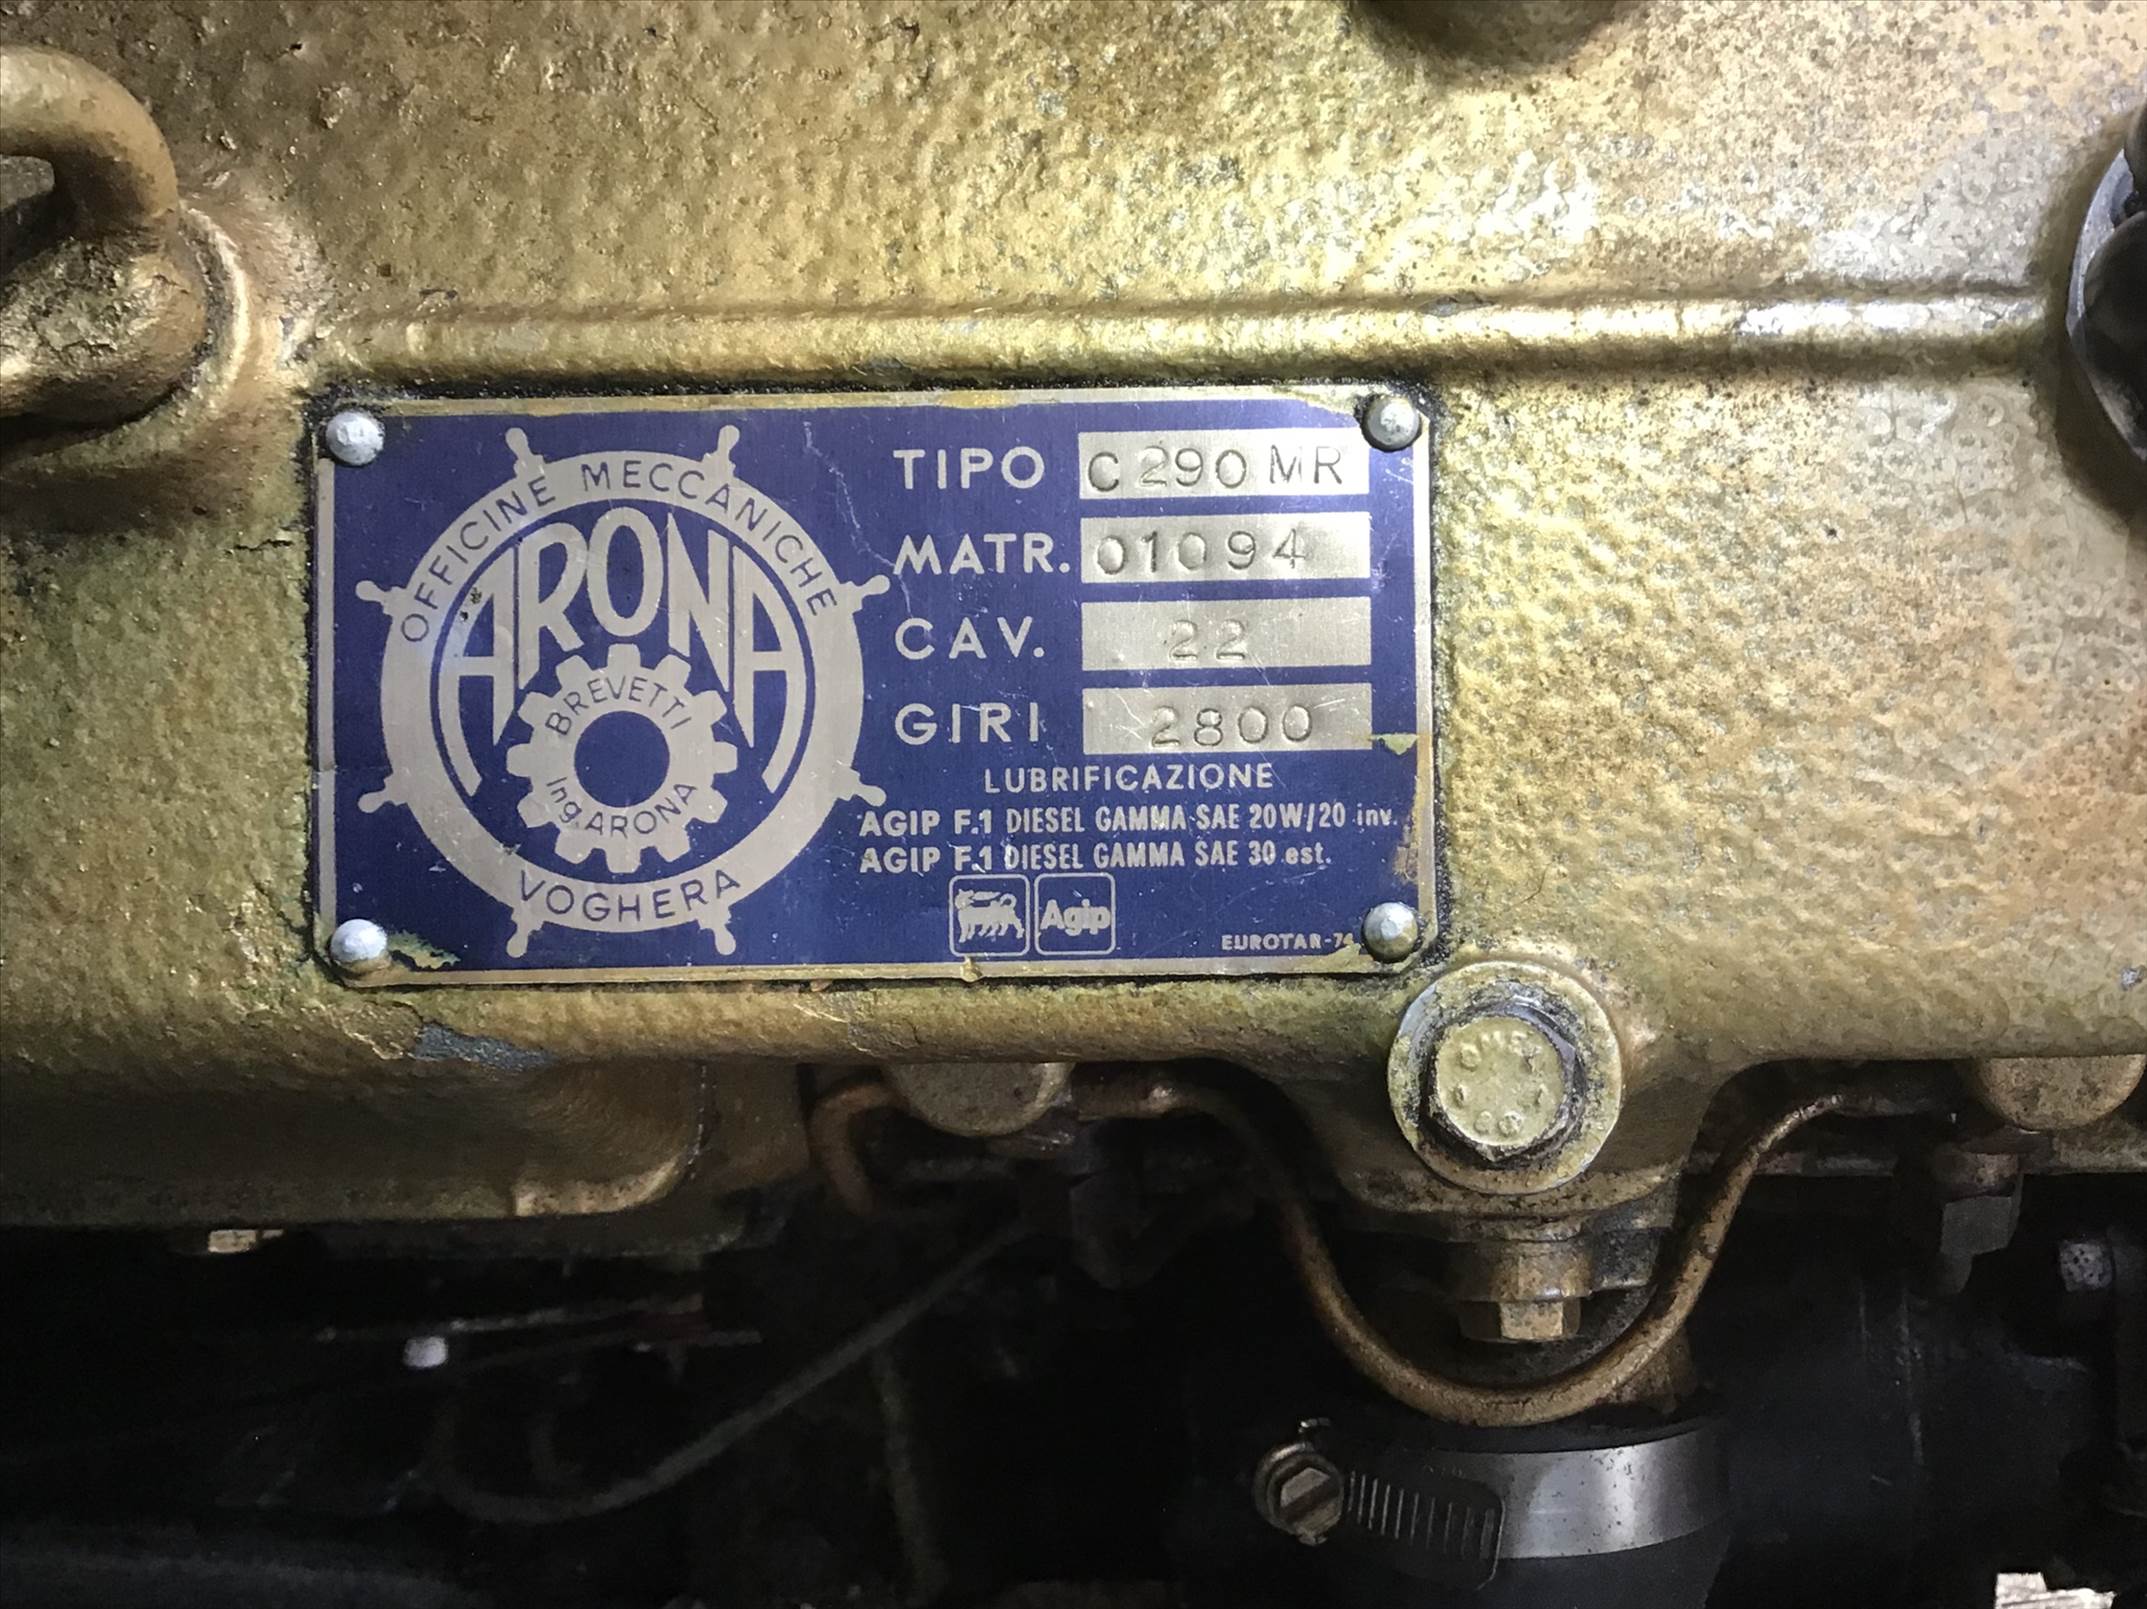 OFFICINE MECCANICHE
ARONA
BREVETTI
Ing. ARONA
VOGHERA
TIPO C 290 MR
MATR. 01094
CAV. 22
GIRI 2800
LUBRIFICAZIONE
AGIP F.1 DIESEL GAMMA SAE 20W/20 inv.
AGIP F.1 DIESEL GAMMA SAE 30 est.
Agip
EUROTAR-74